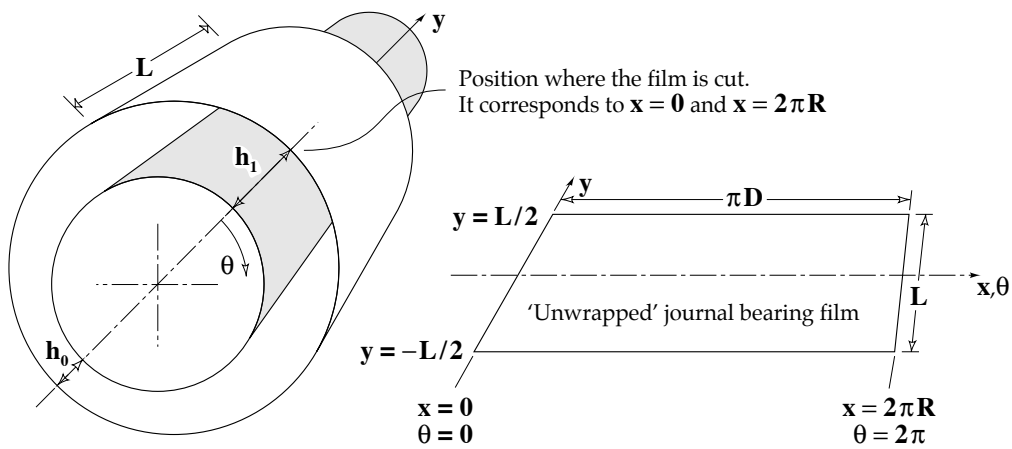 y
L
Position where the film is cut.
It corresponds to x = 0 and x = 2πR
h₁
θ
h₀
y
πD
y = L/2
x,θ
L
'Unwrapped' journal bearing film
y = −L/2
x = 0
θ = 0
x = 2πR
θ = 2π